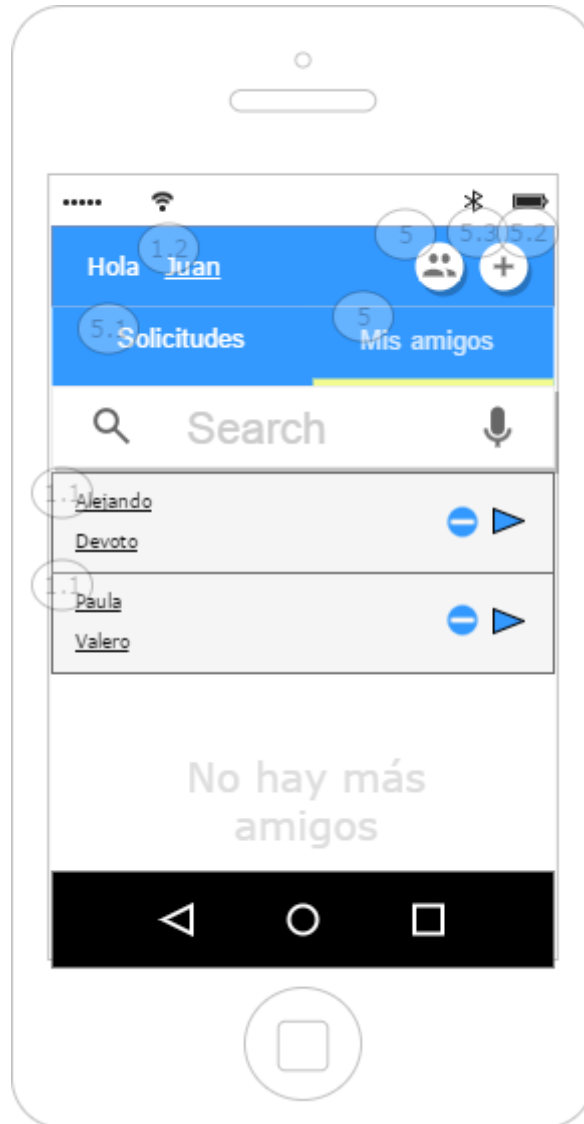 5 5.3 5.2
1.2
Hola Juan
5.1 5
Solicitudes Mis amigos
Search
1.1
Alejando
Devoto
1.1
Paula
Valero
No hay más
amigos